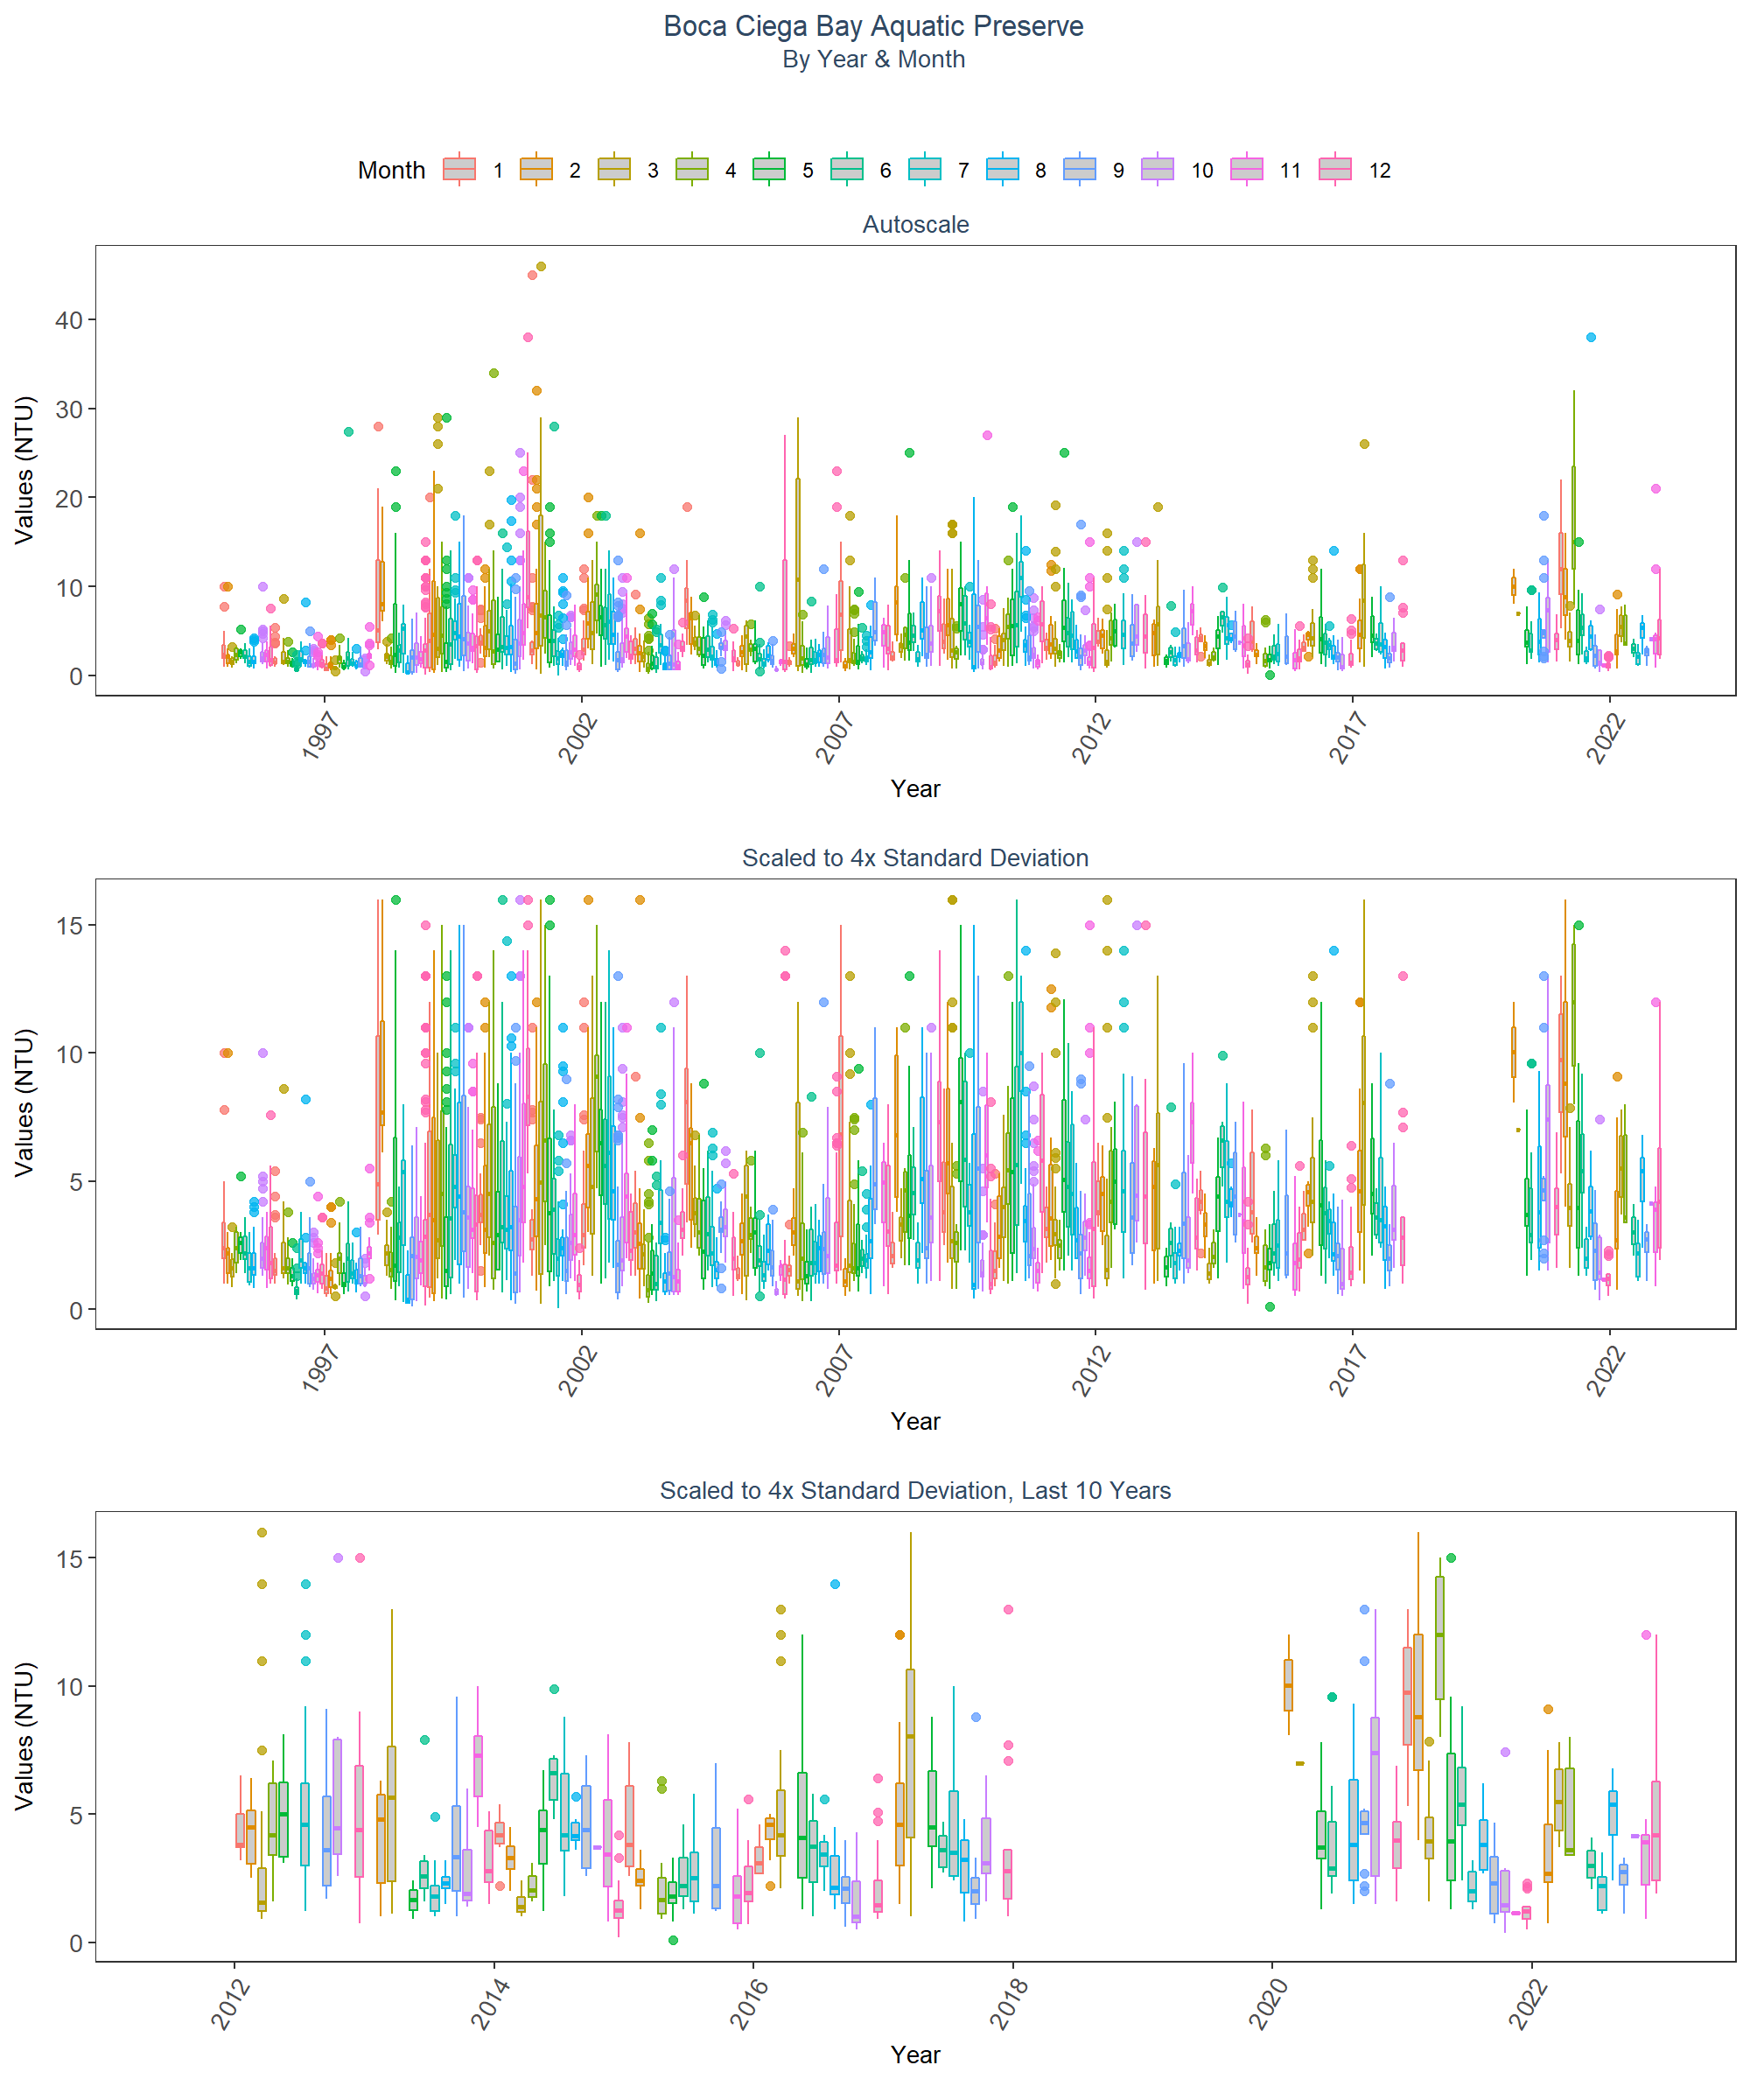 Boca Ciega Bay Aquatic Preserve
By Year & Month
Month 1 2 3 4 5 6 7 8 9 10 11 12
Autoscale
Values (NTU)
40
30
20
10
0
1997 2002 2007 2012 2017 2022
Year
Scaled to 4x Standard Deviation
Values (NTU)
15
10
5
0
1997 2002 2007 2012 2017 2022
Year
Scaled to 4x Standard Deviation, Last 10 Years
Values (NTU)
15
10
5
0
2012 2014 2016 2018 2020 2022
Year